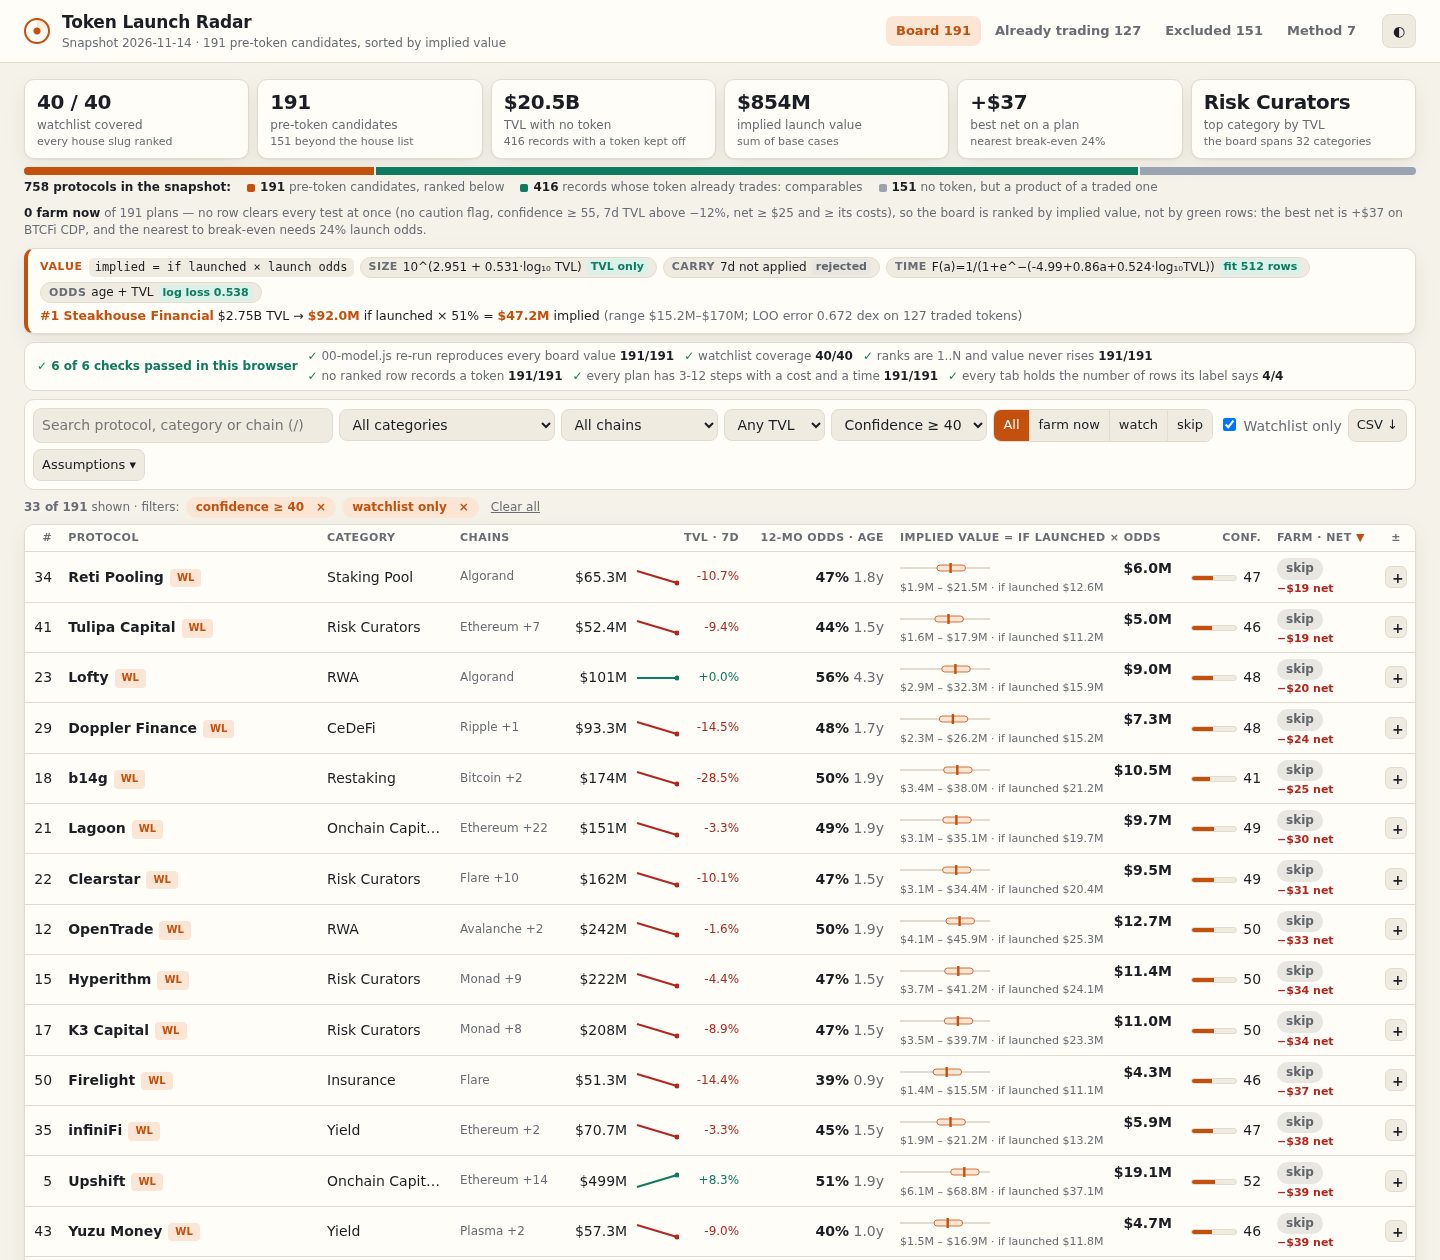 Token Launch Radar
Snapshot 2026-11-14 · 191 pre-token candidates, sorted by implied value
Board 191 Already trading 127 Excluded 151 Method 7 ◐
40 / 40
watchlist covered
every house slug ranked
191
pre-token candidates
151 beyond the house list
$20.5B
TVL with no token
416 records with a token kept off
$854M
implied launch value
sum of base cases
+$37
best net on a plan
nearest break-even 24%
Risk Curators
top category by TVL
the board spans 32 categories
758 protocols in the snapshot: 191 pre-token candidates, ranked below 416 records whose token already trades: comparables 151 no token, but a product of a traded one
0 farm now of 191 plans — no row clears every test at once (no caution flag, confidence ≥ 55, 7d TVL above −12%, net ≥ $25 and ≥ its costs), so the board is ranked by implied value, not by green rows: the best net is +$37 on
BTCFi CDP, and the nearest to break-even needs 24% launch odds.
VALUE implied = if launched × launch odds SIZE 10^(2.951 + 0.531·log₁₀ TVL) TVL only CARRY 7d not applied rejected TIME F(a)=1/(1+e^−(-4.99+0.86a+0.524·log₁₀TVL)) fit 512 rows
ODDS age + TVL log loss 0.538
#1 Steakhouse Financial $2.75B TVL → $92.0M if launched × 51% = $47.2M implied (range $15.2M–$170M; LOO error 0.672 dex on 127 traded tokens)
✓ 6 of 6 checks passed in this browser
✓ 00-model.js re-run reproduces every board value 191/191 ✓ watchlist coverage 40/40 ✓ ranks are 1..N and value never rises 191/191
✓ no ranked row records a token 191/191 ✓ every plan has 3-12 steps with a cost and a time 191/191 ✓ every tab holds the number of rows its label says 4/4
Search protocol, category or chain (/) All categories All chains Any TVL Confidence ≥ 40 All farm now watch skip Watchlist only CSV ↓
Assumptions ▾
33 of 191 shown · filters: confidence ≥ 40 × watchlist only × Clear all
# PROTOCOL CATEGORY CHAINS TVL · 7D 12-MO ODDS · AGE IMPLIED VALUE = IF LAUNCHED × ODDS CONF. FARM · NET ▼ ±
34 Reti Pooling WL Staking Pool Algorand $65.3M -10.7% 47% 1.8y $6.0M 47 skip +
$1.9M – $21.5M · if launched $12.6M −$19 net
41 Tulipa Capital WL Risk Curators Ethereum +7 $52.4M -9.4% 44% 1.5y $5.0M 46 skip +
$1.6M – $17.9M · if launched $11.2M −$19 net
23 Lofty WL RWA Algorand $101M +0.0% 56% 4.3y $9.0M 48 skip +
$2.9M – $32.3M · if launched $15.9M −$20 net
29 Doppler Finance WL CeDeFi Ripple +1 $93.3M -14.5% 48% 1.7y $7.3M 48 skip +
$2.3M – $26.2M · if launched $15.2M −$24 net
18 b14g WL Restaking Bitcoin +2 $174M -28.5% 50% 1.9y $10.5M 41 skip +
$3.4M – $38.0M · if launched $21.2M −$25 net
21 Lagoon WL Onchain Capit... Ethereum +22 $151M -3.3% 49% 1.9y $9.7M 49 skip +
$3.1M – $35.1M · if launched $19.7M −$30 net
22 Clearstar WL Risk Curators Flare +10 $162M -10.1% 47% 1.5y $9.5M 49 skip +
$3.1M – $34.4M · if launched $20.4M −$31 net
12 OpenTrade WL RWA Avalanche +2 $242M -1.6% 50% 1.9y $12.7M 50 skip +
$4.1M – $45.9M · if launched $25.3M −$33 net
15 Hyperithm WL Risk Curators Monad +9 $222M -4.4% 47% 1.5y $11.4M 50 skip +
$3.7M – $41.2M · if launched $24.1M −$34 net
17 K3 Capital WL Risk Curators Monad +8 $208M -8.9% 47% 1.5y $11.0M 50 skip +
$3.5M – $39.7M · if launched $23.3M −$34 net
50 Firelight WL Insurance Flare $51.3M -14.4% 39% 0.9y $4.3M 46 skip +
$1.4M – $15.5M · if launched $11.1M −$37 net
35 infiniFi WL Yield Ethereum +2 $70.7M -3.3% 45% 1.5y $5.9M 47 skip +
$1.9M – $21.2M · if launched $13.2M −$38 net
5 Upshift WL Onchain Capit... Ethereum +14 $499M +8.3% 51% 1.9y $19.1M 52 skip +
$6.1M – $68.8M · if launched $37.1M −$39 net
43 Yuzu Money WL Yield Plasma +2 $57.3M -9.0% 40% 1.0y $4.7M 46 skip +
$1.5M – $16.9M · if launched $11.8M −$39 net